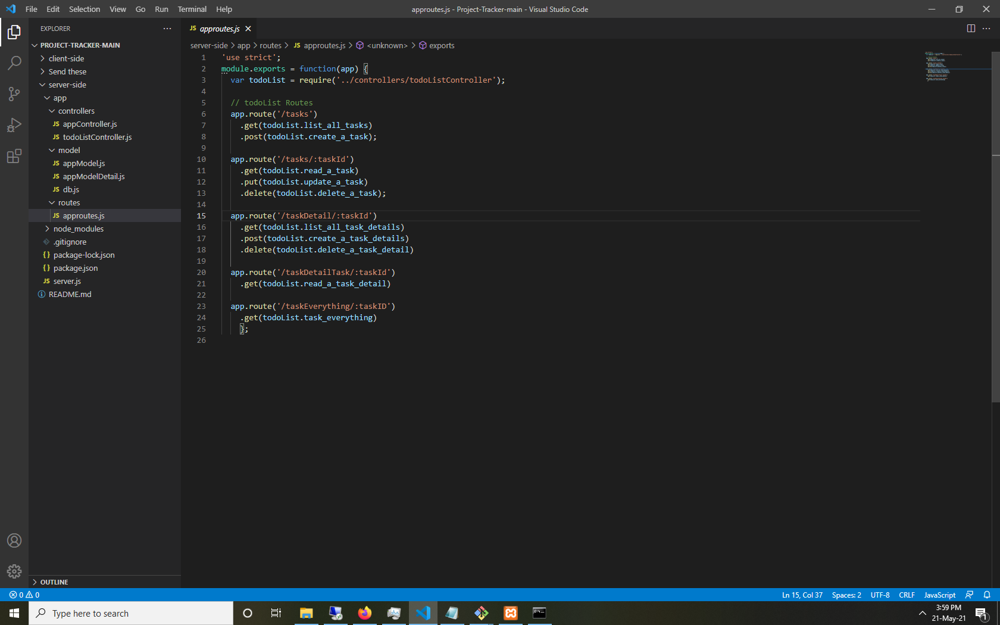 File Edit Selection View Go Run Terminal Help
approutes.js - Project-Tracker-main - Visual Studio Code
EXPLORER
PROJECT-TRACKER-MAIN
client-side
Send these
server-side
app
controllers
JS appController.js
JS todoListController.js
model
JS appModel.js
JS appModelDetail.js
JS db.js
routes
JS approutes.js
node_modules
.gitignore
{} package-lock.json
{} package.json
JS server.js
README.md
OUTLINE
JS approutes.js
server-side > app > routes > JS approutes.js > <unknown> > exports
1 'use strict';
2 module.exports = function(app) {
3 var todoList = require('../controllers/todoListController');
4
5 // todoList Routes
6 app.route('/tasks')
7 .get(todoList.list_all_tasks)
8 .post(todoList.create_a_task);
9
10 app.route('/tasks/:taskId')
11 .get(todoList.read_a_task)
12 .put(todoList.update_a_task)
13 .delete(todoList.delete_a_task);
14
15 app.route('/taskDetail/:taskId')
16 .get(todoList.list_all_task_details)
17 .post(todoList.create_a_task_details)
18 .delete(todoList.delete_a_task_detail)
19
20 app.route('/taskDetailTask/:taskId')
21 .get(todoList.read_a_task_detail)
22
23 app.route('/taskEverything/:taskID')
24 .get(todoList.task_everything)
25 };
26
0 0
Ln 15, Col 37 Spaces: 2 UTF-8 CRLF JavaScript
Type here to search
3:59 PM
21-May-21
1